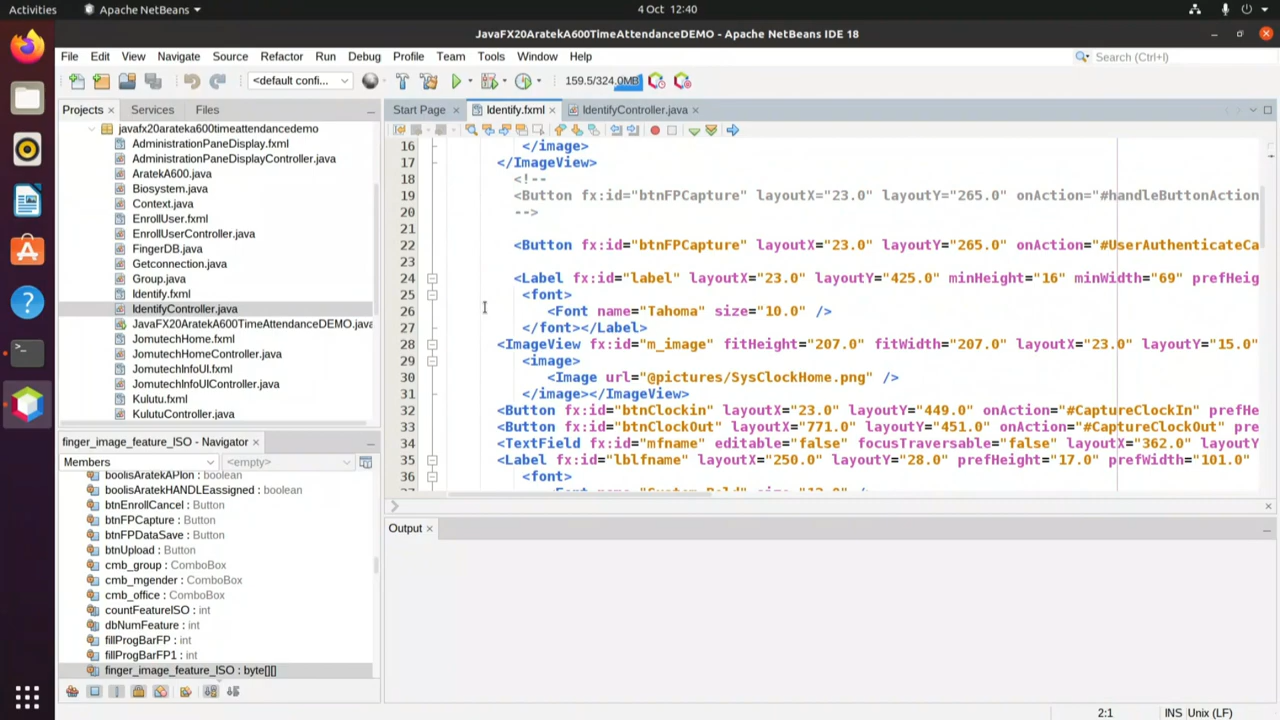 Activities
Apache NetBeans
4 Oct 12:40
JavaFX20AratekA600TimeAttendanceDEMO - Apache NetBeans IDE 18
File Edit View Navigate Source Refactor Run Debug Profile Team Tools Window Help
Search (Ctrl+I)
<default confi...
159.5/324.0MB
Projects Services Files
Start Page Identify.fxml IdentifyController.java
javafx20arateka600timeattendancedemo
AdministrationPaneDisplay.fxml
AdministrationPaneDisplayController.java
AratekA600.java
Biosystem.java
Context.java
EnrollUser.fxml
EnrollUserController.java
FingerDB.java
Getconnection.java
Group.java
Identify.fxml
IdentifyController.java
JavaFX20AratekA600TimeAttendanceDEMO.java
JomutechHome.fxml
JomutechHomeController.java
JomutechInfoUI.fxml
JomutechInfoUIController.java
Kulutu.fxml
KulutuController.java
16 </image>
17 </ImageView>
18 <!--
19 <Button fx:id="btnFPCapture" layoutX="23.0" layoutY="265.0" onAction="#handleButtonAction
20 -->
21
22 <Button fx:id="btnFPCapture" layoutX="23.0" layoutY="265.0" onAction="#UserAuthenticateCa
23
24 <Label fx:id="label" layoutX="23.0" layoutY="425.0" minHeight="16" minWidth="69" prefHeig
25 <font>
26 <Font name="Tahoma" size="10.0" />
27 </font></Label>
28 <ImageView fx:id="m_image" fitHeight="207.0" fitWidth="207.0" layoutX="23.0" layoutY="15.0"
29 <image>
30 <Image url="@pictures/SysClockHome.png" />
31 </image></ImageView>
32 <Button fx:id="btnClockin" layoutX="23.0" layoutY="449.0" onAction="#CaptureClockIn" prefHe
33 <Button fx:id="btnClockOut" layoutX="771.0" layoutY="451.0" onAction="#CaptureClockOut" pre
34 <TextField fx:id="mfname" editable="false" focusTraversable="false" layoutX="362.0" layoutY
35 <Label fx:id="lblfname" layoutX="250.0" layoutY="28.0" prefHeight="17.0" prefWidth="101.0"
36 <font>
finger_image_feature_ISO - Navigator
Members
<empty>
boolisAratekAPIon : boolean
boolisAratekHANDLEassigned : boolean
btnEnrollCancel : Button
btnFPCapture : Button
btnFPDataSave : Button
btnUpload : Button
cmb_group : ComboBox
cmb_mgender : ComboBox
cmb_office : ComboBox
countFeatureISO : int
dbNumFeature : int
fillProgBarFP : int
fillProgBarFP1 : int
finger_image_feature_ISO : byte[][]
Output
2:1
INS Unix (LF)